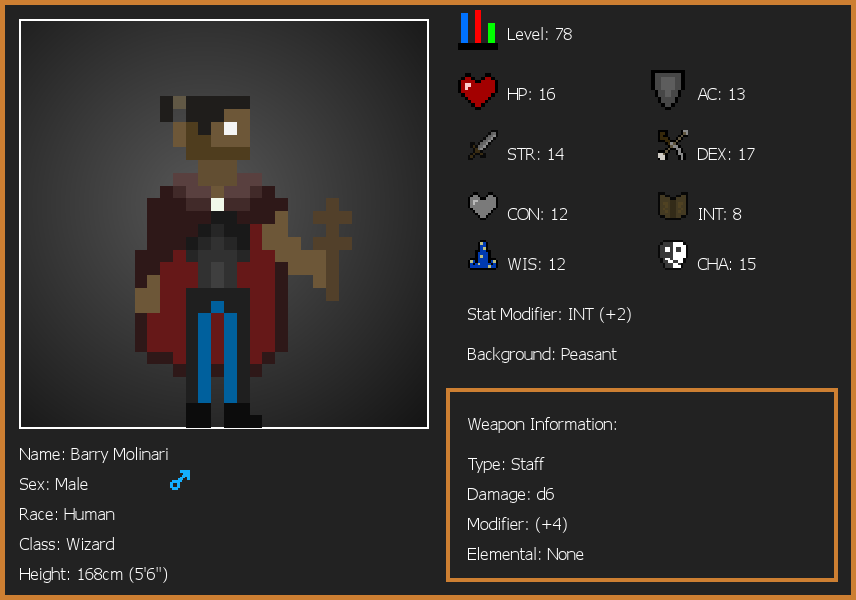 Level: 78
HP: 16
AC: 13
STR: 14
DEX: 17
CON: 12
INT: 8
WIS: 12
CHA: 15
Stat Modifier: INT (+2)
Background: Peasant
Weapon Information:
Type: Staff
Damage: d6
Modifier: (+4)
Elemental: None
Name: Barry Molinari
Sex: Male
Race: Human
Class: Wizard
Height: 168cm (5'6")